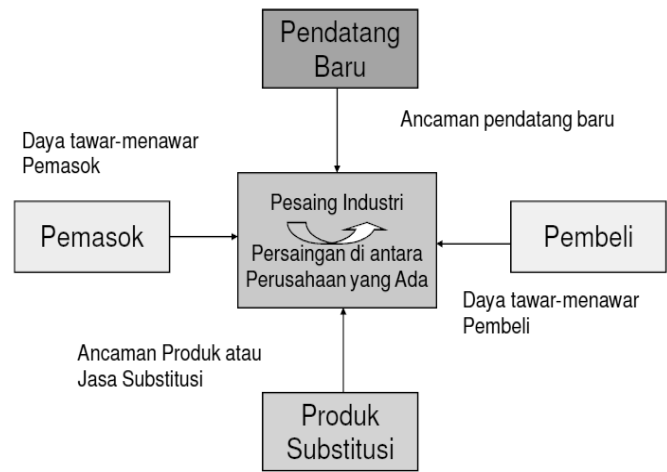 Pendatang
Baru
Ancaman pendatang baru
Daya tawar-menawar
Pemasok
Pesaing Industri
Persaingan di antara
Perusahaan yang Ada
Pemasok
Pembeli
Daya tawar-menawar
Pembeli
Ancaman Produk atau
Jasa Substitusi
Produk
Substitusi